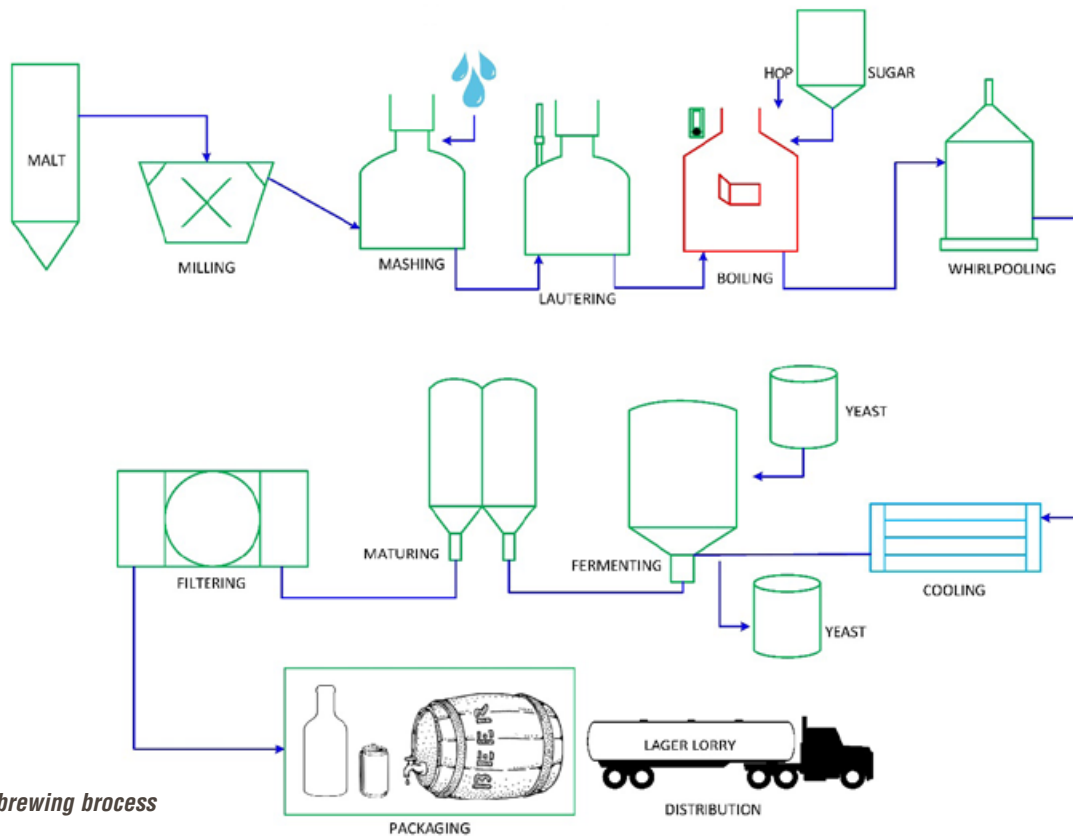 HOP
SUGAR
MALT
MILLING
MASHING
LAUTERING
BOILING
WHIRLPOOLING
YEAST
MATURING
FERMENTING
FILTERING
COOLING
YEAST
BEER
LAGER LORRY
brewing brocess
DISTRIBUTION
PACKAGING